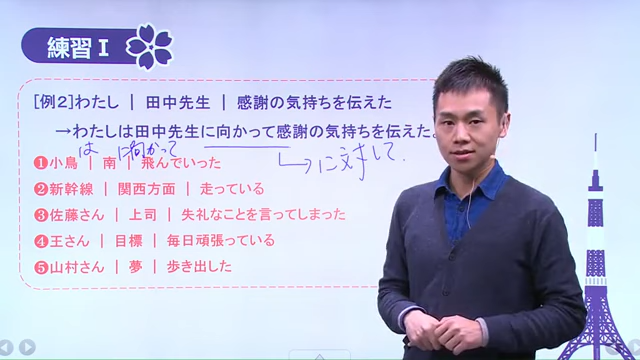 練習Ⅰ
[例2]わたし | 田中先生 | 感謝の気持ちを伝えた
→わたしは田中先生に向かって感謝の気持ちを伝えた。
は に向かって
❶小鳥 | 南 | 飛んでいった
に対して.
❷新幹線 | 関西方面 | 走っている
❸佐藤さん | 上司 | 失礼なことを言ってしまった
❹王さん | 目標 | 毎日頑張っている
❺山村さん | 夢 | 歩き出した